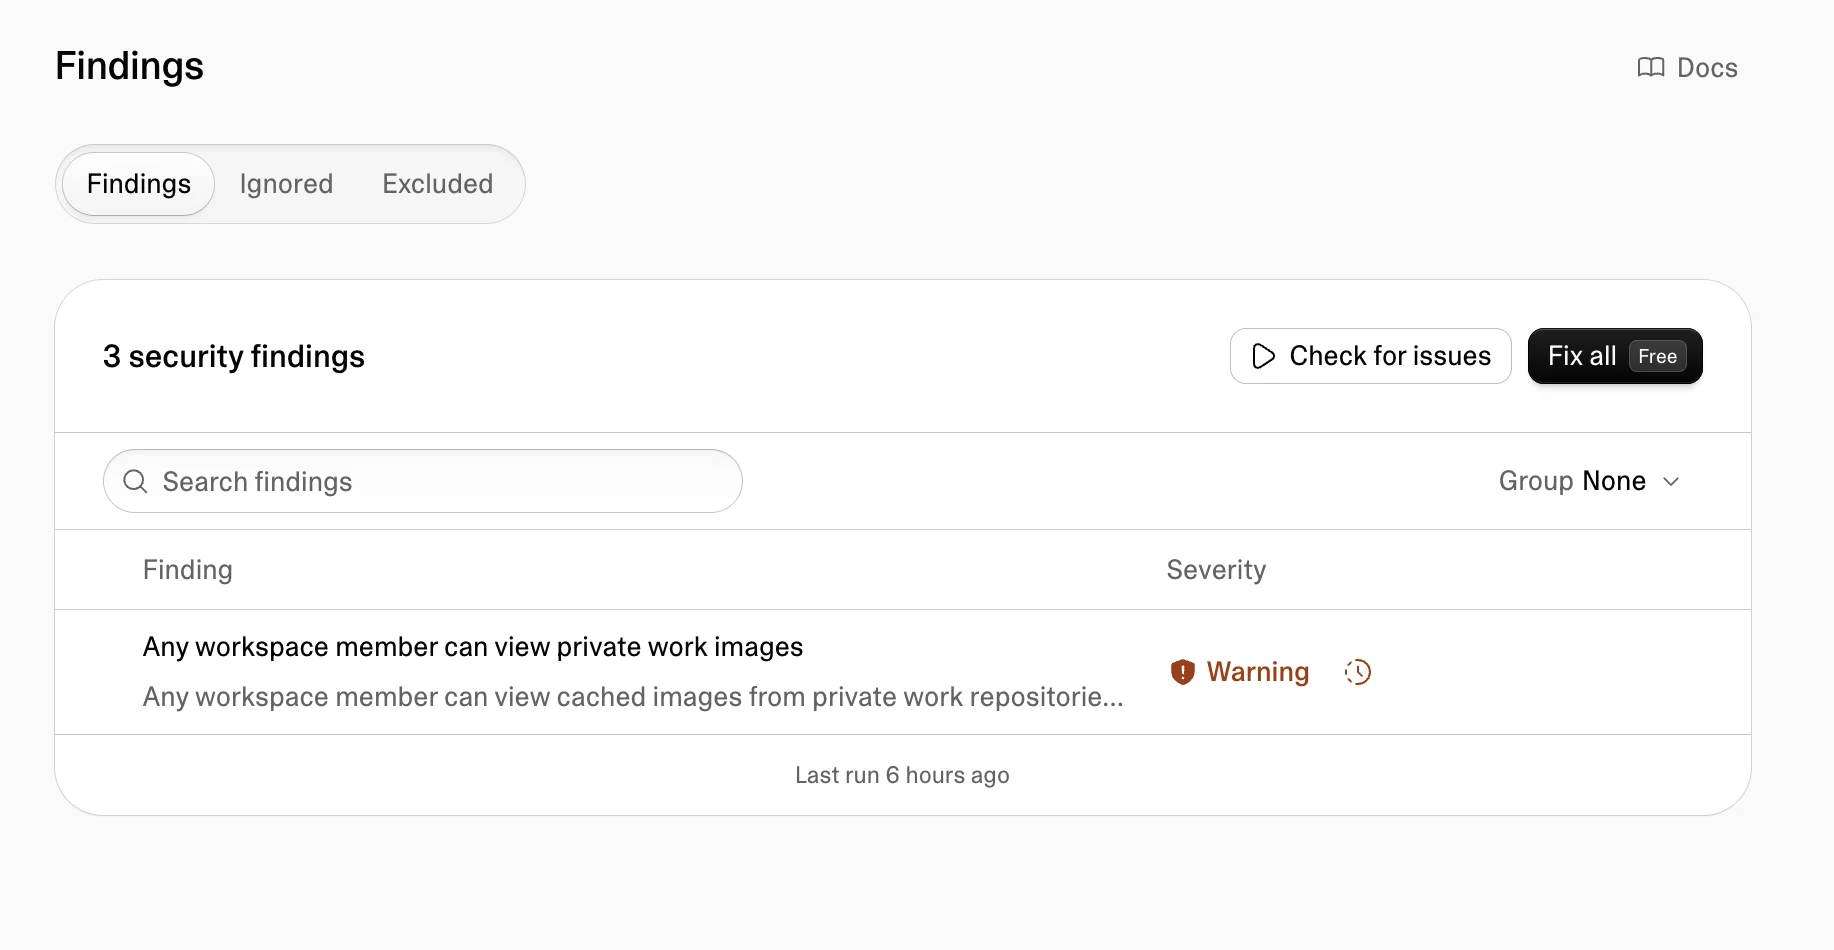 Findings
Docs
Findings
Ignored
Excluded
3 security findings
Check for issues
Fix all Free
Search findings
Group None
Finding
Severity
Any workspace member can view private work images
Any workspace member can view cached images from private work repositorie...
Warning
Last run 6 hours ago